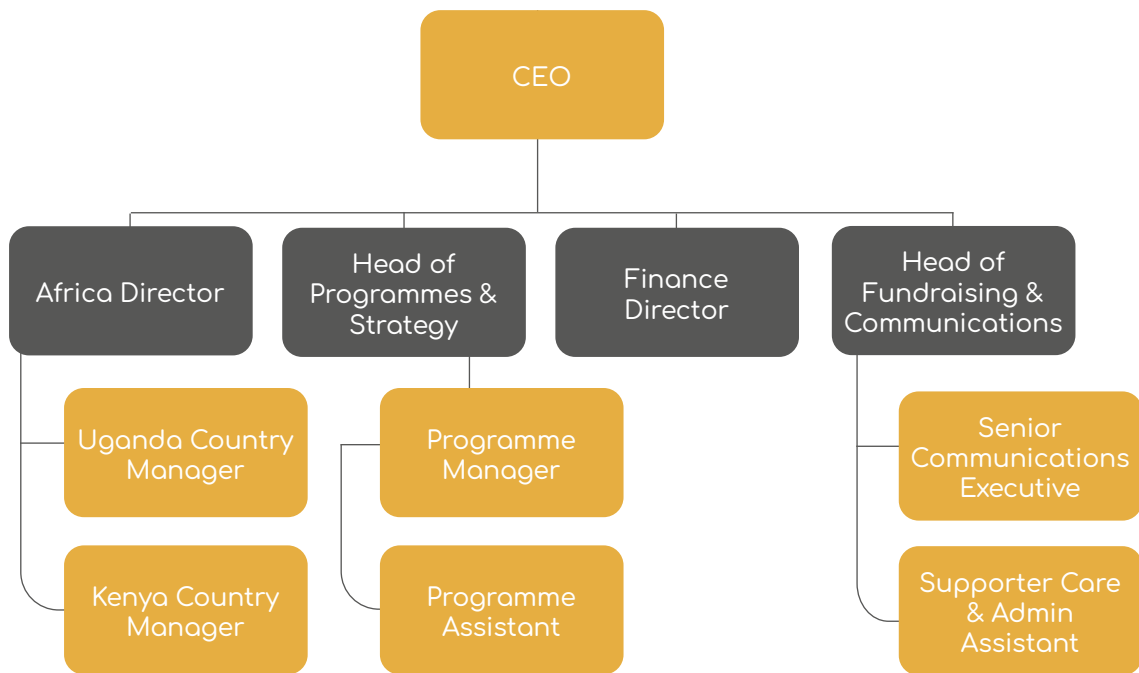 CEO
Africa Director
Head of
Programmes &
Strategy
Finance
Director
Head of
Fundraising &
Communications
Uganda Country
Manager
Programme
Manager
Senior
Communications
Executive
Kenya Country
Manager
Programme
Assistant
Supporter Care
& Admin
Assistant